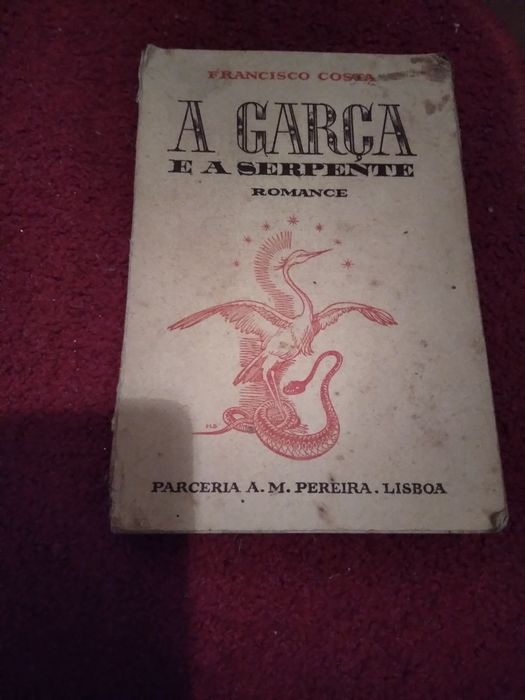 FRANCISCO COSTA
A GARÇA
E A SERPENTE
ROMANCE
PARCERIA A. M. PEREIRA. LISBOA